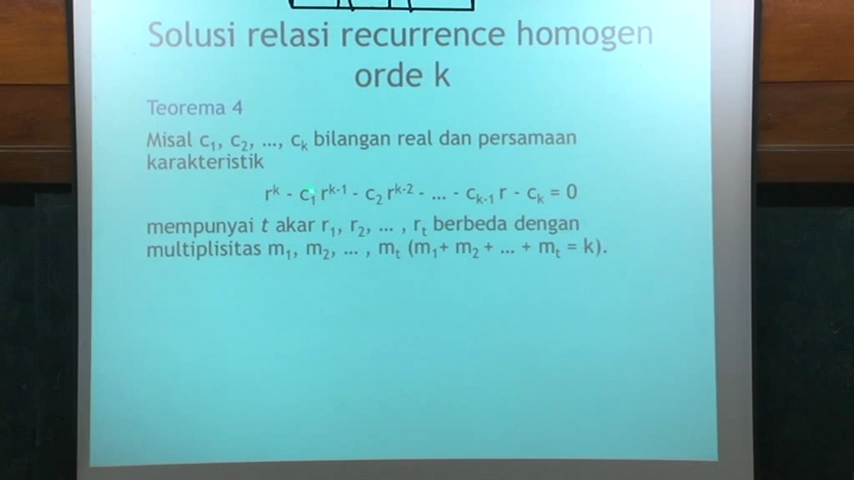 Solusi relasi recurrence homogen
orde k
Teorema 4
Misal c₁, c₂, ..., cₖ bilangan real dan persamaan
karakteristik
rᵏ - c₁ rᵏ⁻¹ - c₂ rᵏ⁻² - ... - cₖ₋₁ r - cₖ = 0
mempunyai t akar r₁, r₂, ... , rₜ berbeda dengan
multiplisitas m₁, m₂, ... , mₜ (m₁+ m₂ + ... + mₜ = k).